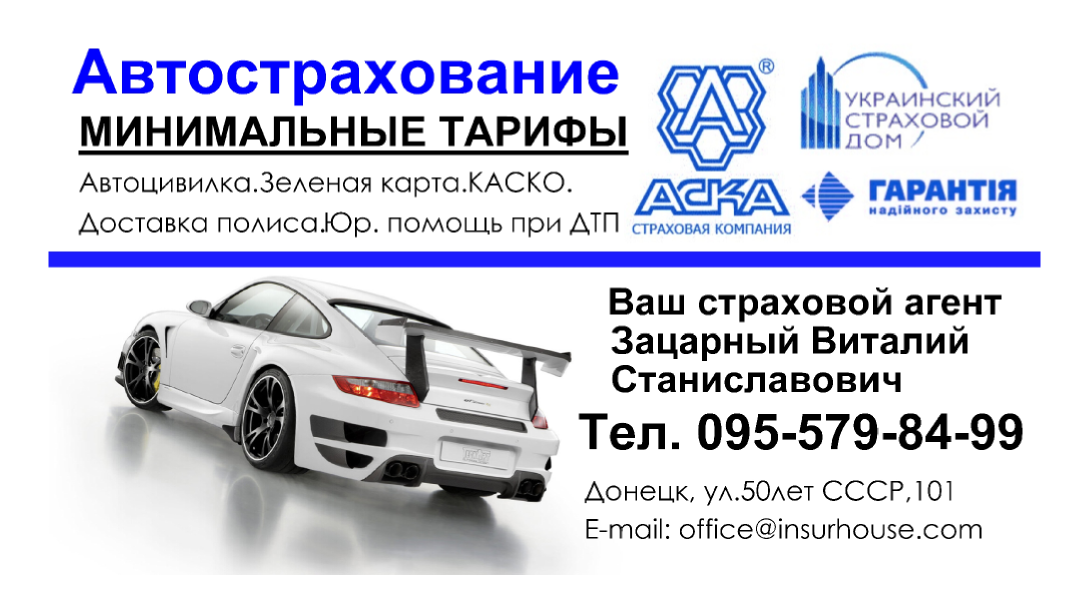 Автострахование
МИНИМАЛЬНЫЕ ТАРИФЫ
Автоцивилка.Зеленая карта.КАСКО.
Доставка полиса.Юр. помощь при ДТП
А®
АСКА
СТРАХОВАЯ КОМПАНИЯ
УКРАИНСКИЙ
СТРАХОВОЙ
ДОМ
ГАРАНТІЯ
надійного захисту
Ваш страховой агент
Зацарный Виталий
Станиславович
Тел. 095-579-84-99
Донецк, ул.50лет СССР,101
E-mail: office@insurhouse.com